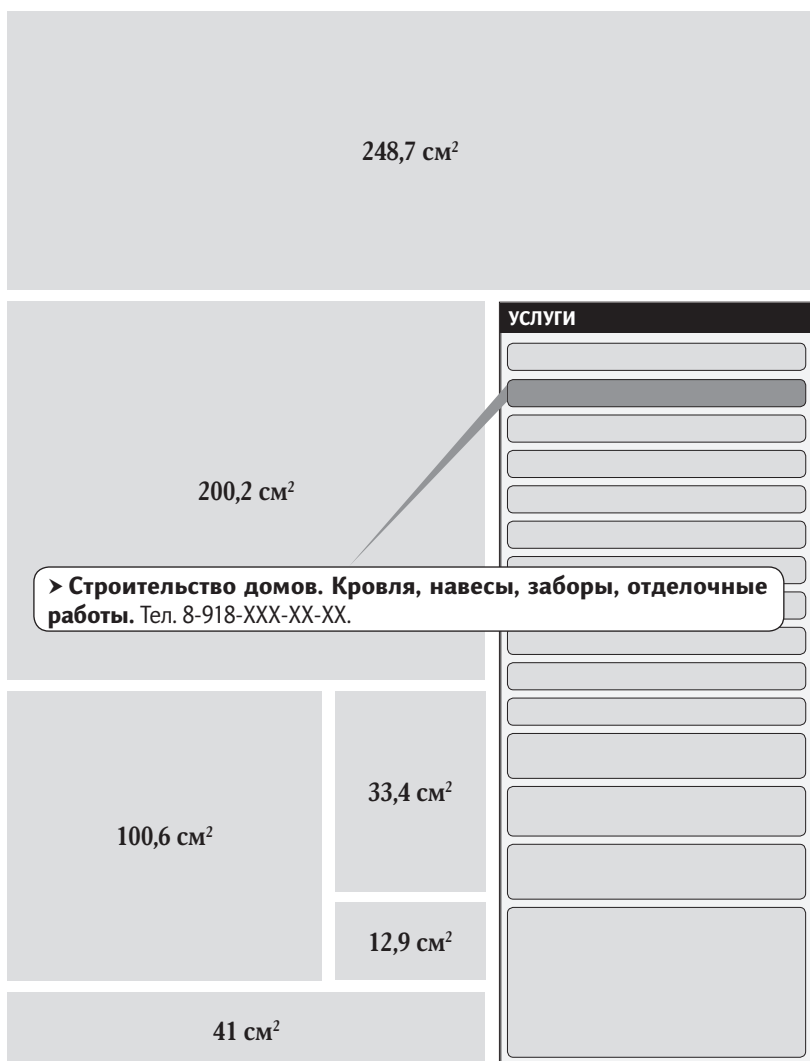 248,7 см²
УСЛУГИ
200,2 см²
➤ Строительство домов. Кровля, навесы, заборы, отделочные
работы. Тел. 8-918-XXX-XX-XX.
33,4 см²
100,6 см²
12,9 см²
41 см²